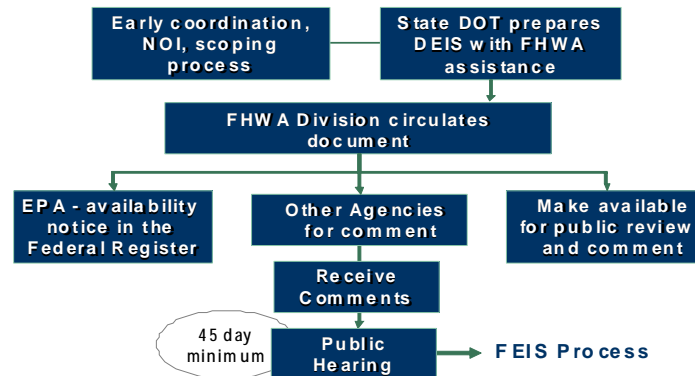 Early coordination,
NOI, scoping
process
State DOT prepares
DEIS with FHWA
assistance
FHWA Division circulates
document
EPA - availability
notice in the
Federal Register
Other Agencies
for comment
Make available
for public review
and comment
Receive
Comments
45 day
minimum
Public
Hearing
FEIS Process